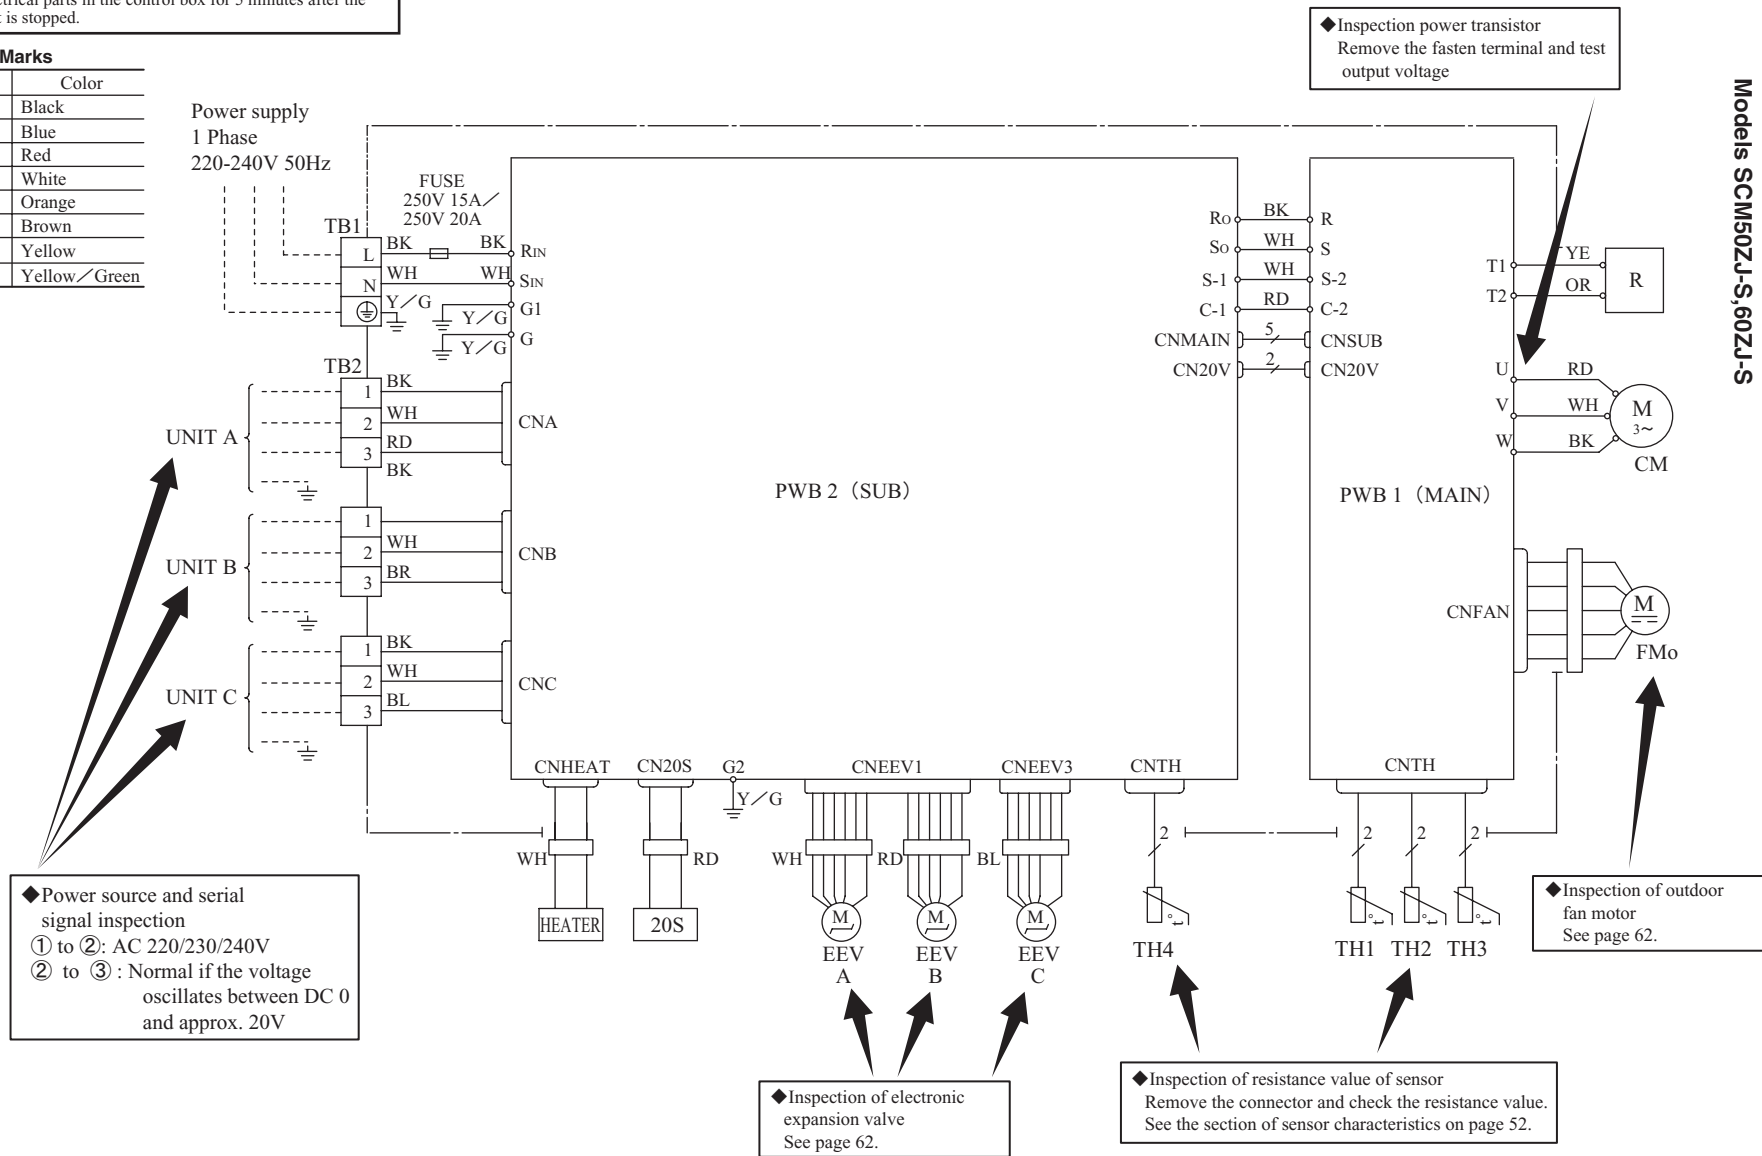 ctrical parts in the control box for 5 minutes after the
t is stopped.
Marks
Color
Black
Blue
Red
White
Orange
Brown
Yellow
Yellow／Green
Power supply
1 Phase
220-240V 50Hz
◆Inspection power transistor
Remove the fasten terminal and test
output voltage
Models SCM50ZJ-S,60ZJ-S
FUSE
250V 15A／
250V 20A
TB1
L
BK
BK
RIN
N
WH
WH
SIN
Y／G
Y／G
G1
Y／G
G
TB2
UNIT A
1
BK
2
WH
3
RD
BK
CNA
UNIT B
1
2
WH
3
BR
CNB
UNIT C
1
BK
2
WH
3
BL
CNC
PWB 2（SUB）
RO
BK
R
SO
WH
S
S-1
WH
S-2
C-1
RD
C-2
CNMAIN
5
CNSUB
CN20V
2
CN20V
PWB 1（MAIN）
T1
YE
T2
OR
R
U
RD
V
WH
W
BK
M
3~
CM
CNFAN
M
FMo
CNHEAT
CN20S
G2
Y／G
CNEEV1
CNEEV3
CNTH
CNTH
WH
RD
WH
RD
BL
2
2
2
2
HEATER
20S
M
M
M
EEV
A
EEV
B
EEV
C
t°
t°
t°
t°
TH4
TH1
TH2
TH3
◆Power source and serial
signal inspection
① to ②: AC 220/230/240V
② to ③ : Normal if the voltage
oscillates between DC 0
and approx. 20V
◆Inspection of electronic
expansion valve
See page 62.
◆Inspection of resistance value of sensor
Remove the connector and check the resistance value.
See the section of sensor characteristics on page 52.
◆Inspection of outdoor
fan motor
See page 62.